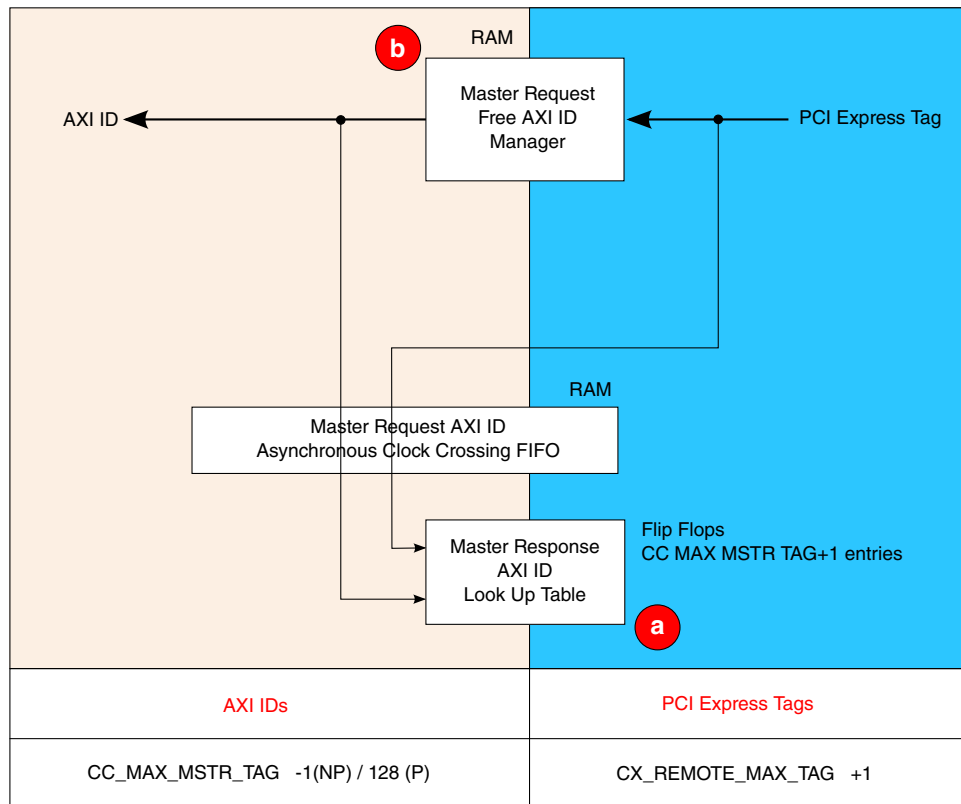 b
RAM
Master Request
Free AXI ID
Manager
AXI ID
PCI Express Tag
RAM
Master Request AXI ID
Asynchronous Clock Crossing FIFO
Master Response
AXI ID
Look Up Table
Flip Flops
CC MAX MSTR TAG+1 entries
a
AXI IDs
PCI Express Tags
CC_MAX_MSTR_TAG -1(NP) / 128 (P)
CX_REMOTE_MAX_TAG +1